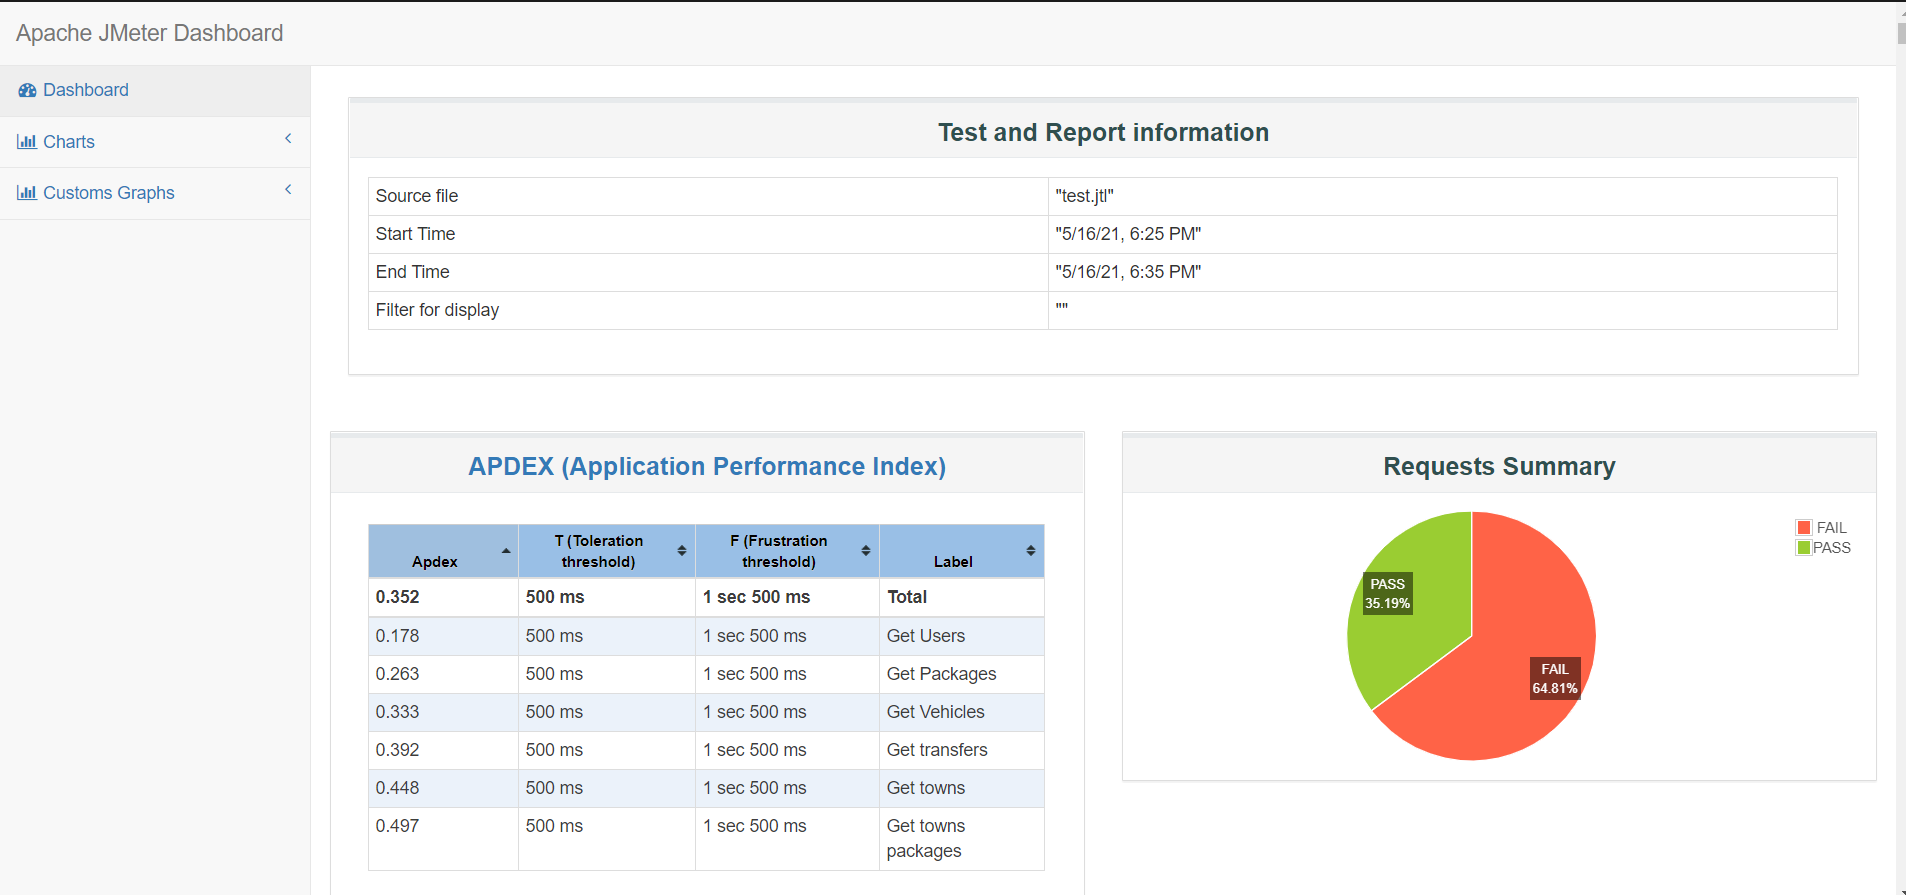 Apache JMeter Dashboard
Dashboard
Charts
Customs Graphs
Test and Report information
Source file "test.jtl"
Start Time "5/16/21, 6:25 PM"
End Time "5/16/21, 6:35 PM"
Filter for display ""
APDEX (Application Performance Index)
Apdex T (Toleration threshold) F (Frustration threshold) Label
0.352 500 ms 1 sec 500 ms Total
0.178 500 ms 1 sec 500 ms Get Users
0.263 500 ms 1 sec 500 ms Get Packages
0.333 500 ms 1 sec 500 ms Get Vehicles
0.392 500 ms 1 sec 500 ms Get transfers
0.448 500 ms 1 sec 500 ms Get towns
0.497 500 ms 1 sec 500 ms Get towns
packages
Requests Summary
FAIL
PASS
PASS
35.19%
FAIL
64.81%